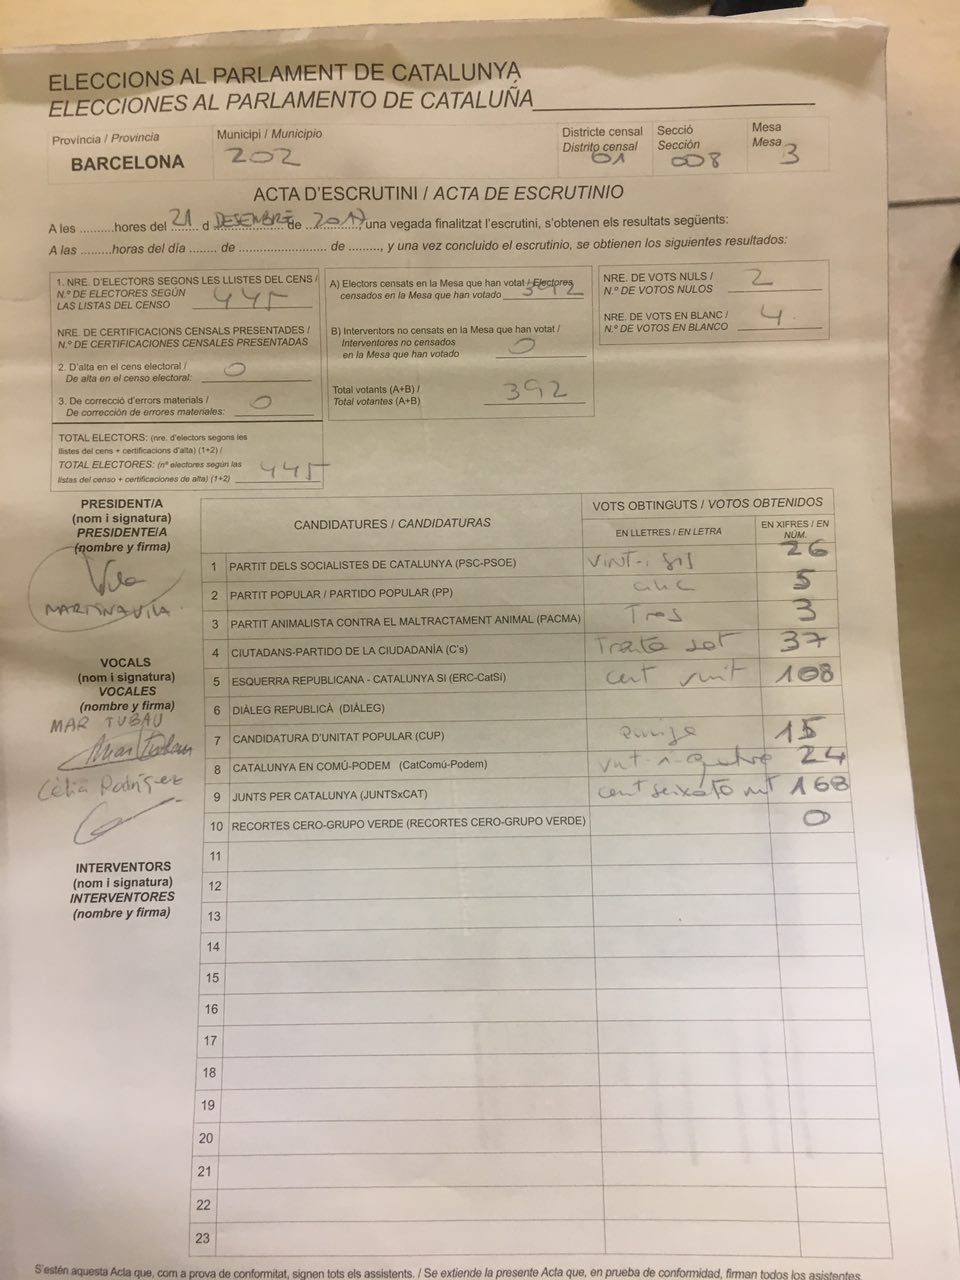 ELECCIONS AL PARLAMENT DE CATALUNYA
ELECCIONES AL PARLAMENTO DE CATALUÑA
Província / Provincia
BARCELONA
Municipi / Municipio
202
Districte censal
Distrito censal
01
Secció
Sección
008
Mesa
Mesa 3
ACTA D'ESCRUTINI / ACTA DE ESCRUTINIO
A les ..........hores del 21 d DESEMBRE de 2017, una vegada finalitzat l'escrutini, s'obtenen els resultats següents:
A las .........horas del día ........ de ........................ de ........., y una vez concluido el escrutinio, se obtienen los siguientes resultados:
1. NRE. D'ELECTORS SEGONS LES LLISTES DEL CENS /
N.º DE ELECTORES SEGÚN
LAS LISTAS DEL CENSO 445
NRE. DE CERTIFICACIONS CENSALS PRESENTADES /
N.º DE CERTIFICACIONES CENSALES PRESENTADAS
2. D'alta en el cens electoral /
De alta en el censo electoral: 0
3. De correcció d'errors materials /
De corrección de errores materiales: 0
TOTAL ELECTORS: (nre. d'electors segons les
llistes del cens + certificacions d'alta) (1+2) /
TOTAL ELECTORES: (nº electores según las
listas del censo + certificaciones de alta) (1+2) 445
A) Electors censats en la Mesa que han votat / Electores
censados en la Mesa que han votado 392
B) Interventors no censats en la Mesa que han votat /
Interventores no censados
en la Mesa que han votado 0
Total votants (A+B) /
Total votantes (A+B) 392
NRE. DE VOTS NULS /
N.º DE VOTOS NULOS 2
NRE. DE VOTS EN BLANC /
N.º DE VOTOS EN BLANCO 4
PRESIDENT/A
(nom i signatura)
PRESIDENTE/A
(nombre y firma)
Vila
MARTINA VILA
VOCALS
(nom i signatura)
VOCALES
(nombre y firma)
MAR TUBAU
Mar Tubau
Cèlia Rodríguez
INTERVENTORS
(nom i signatura)
INTERVENTORES
(nombre y firma)
CANDIDATURES / CANDIDATURAS
VOTS OBTINGUTS / VOTOS OBTENIDOS
EN LLETRES / EN LETRA
EN XIFRES / EN NÚM.
1 PARTIT DELS SOCIALISTES DE CATALUNYA (PSC-PSOE) VINT-i SIS 26
2 PARTIT POPULAR / PARTIDO POPULAR (PP) cinc 5
3 PARTIT ANIMALISTA CONTRA EL MALTRACTAMENT ANIMAL (PACMA) Tres 3
4 CIUTADANS-PARTIDO DE LA CIUDADANÍA (C's) Trenta set 37
5 ESQUERRA REPUBLICANA - CATALUNYA SI (ERC-CatSí) cent vuit 108
6 DIÀLEG REPUBLICÀ (DIÀLEG)
7 CANDIDATURA D'UNITAT POPULAR (CUP) quinze 15
8 CATALUNYA EN COMÚ-PODEM (CatComú-Podem) vint-i-quatre 24
9 JUNTS PER CATALUNYA (JUNTSxCAT) cent seixanta vuit 168
10 RECORTES CERO-GRUPO VERDE (RECORTES CERO-GRUPO VERDE) 0
11
12
13
14
15
16
17
18
19
20
21
22
23
S'estén aquesta Acta que, com a prova de conformitat, signen tots els assistents. / Se extiende la presente Acta que, en prueba de conformidad, firman todos los asistentes.